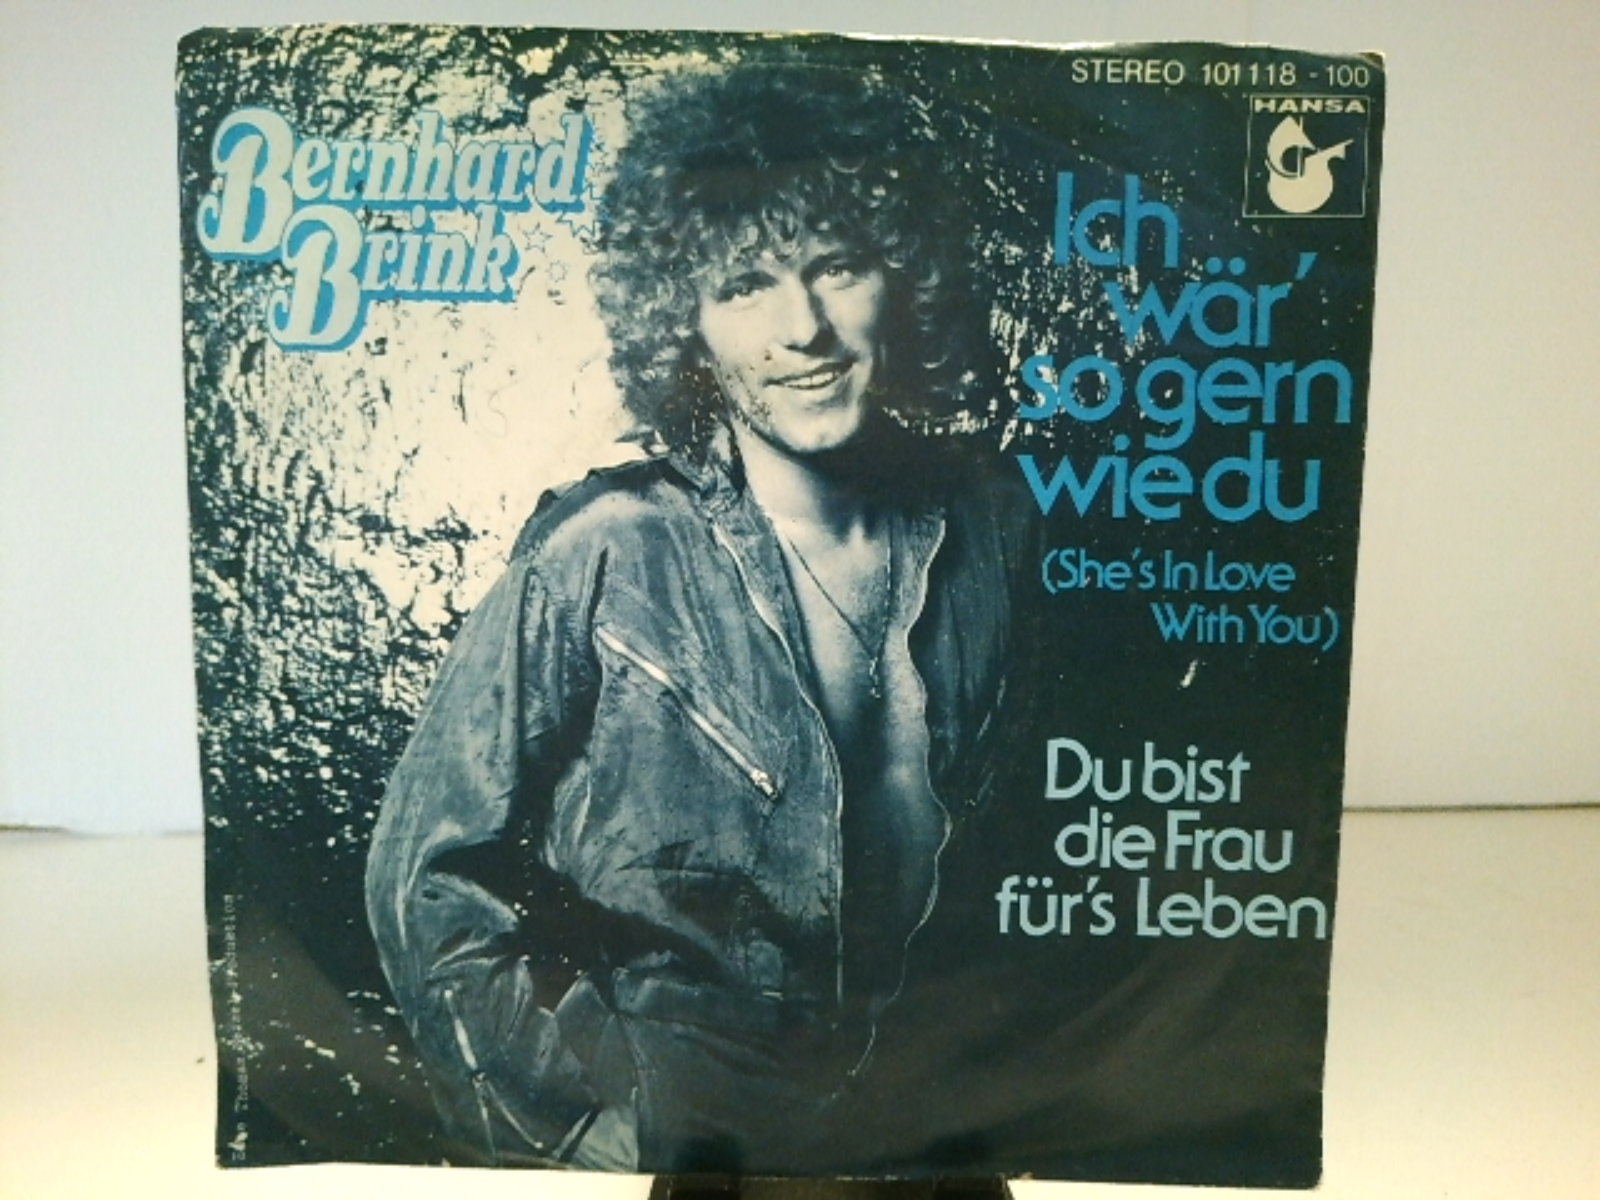 STEREO 101118 - 100
HANSA
Bernhard
Brink
Ich
wär'
so gern
wie du
(She's In Love
With You)
Du bist
die Frau
für's Leben